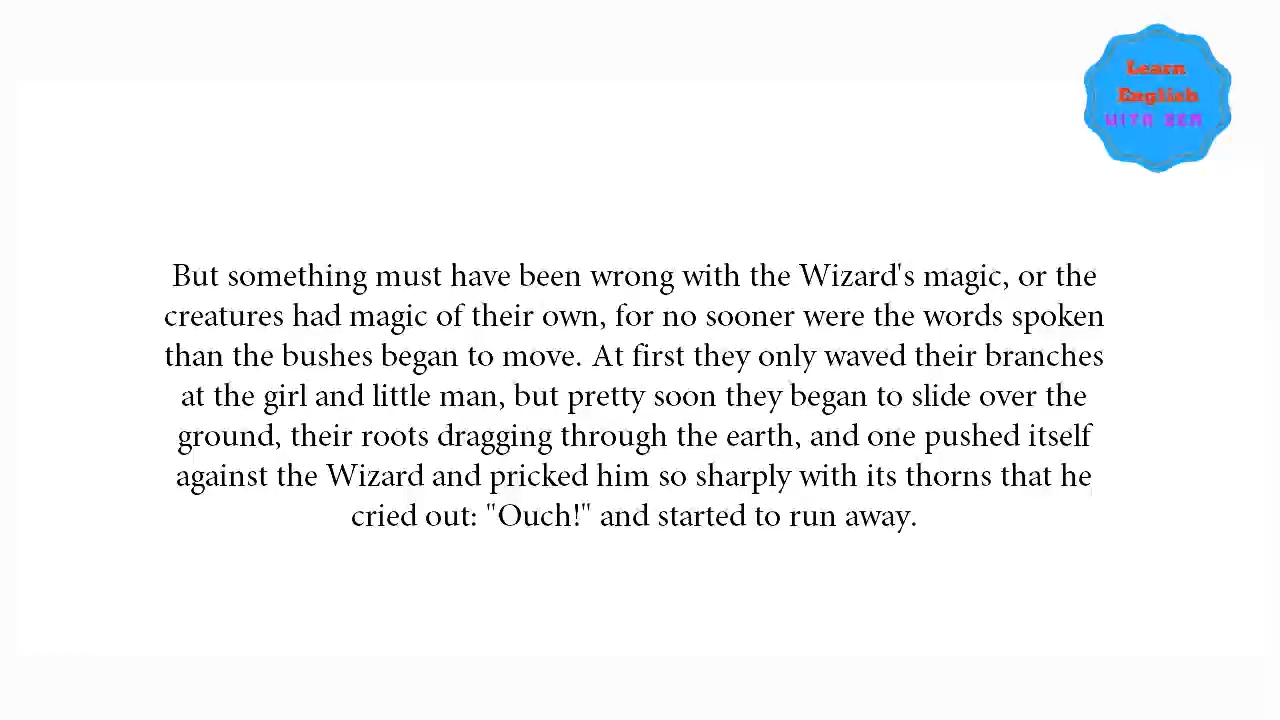 Learn
English
WITH ZEN
But something must have been wrong with the Wizard's magic, or the
creatures had magic of their own, for no sooner were the words spoken
than the bushes began to move. At first they only waved their branches
at the girl and little man, but pretty soon they began to slide over the
ground, their roots dragging through the earth, and one pushed itself
against the Wizard and pricked him so sharply with its thorns that he
cried out: "Ouch!" and started to run away.